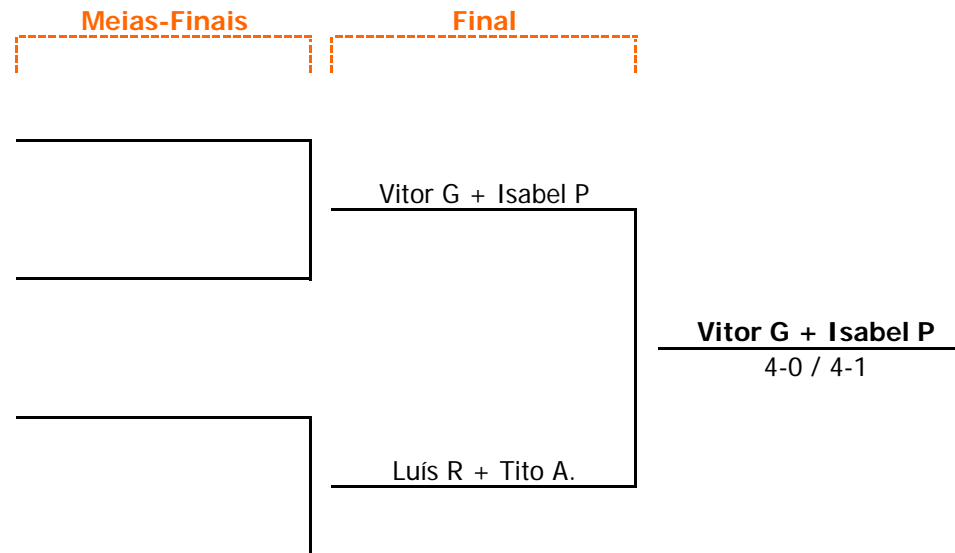 Meias-Finais
Final
Vitor G + Isabel P
Vitor G + Isabel P
4-0 / 4-1
Luís R + Tito A.